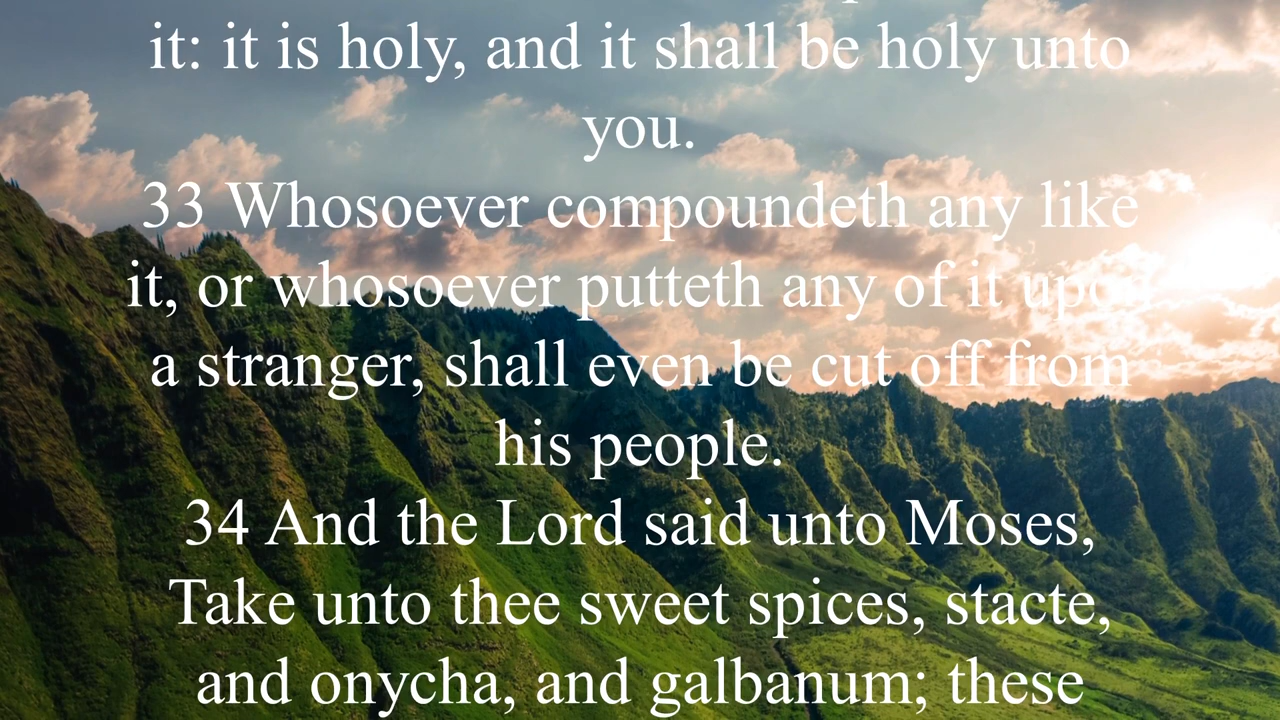 it: it is holy, and it shall be holy unto
you.
33 Whosoever compoundeth any like
it, or whosoever putteth any of it upon
a stranger, shall even be cut off from
his people.
34 And the Lord said unto Moses,
Take unto thee sweet spices, stacte,
and onycha, and galbanum; these